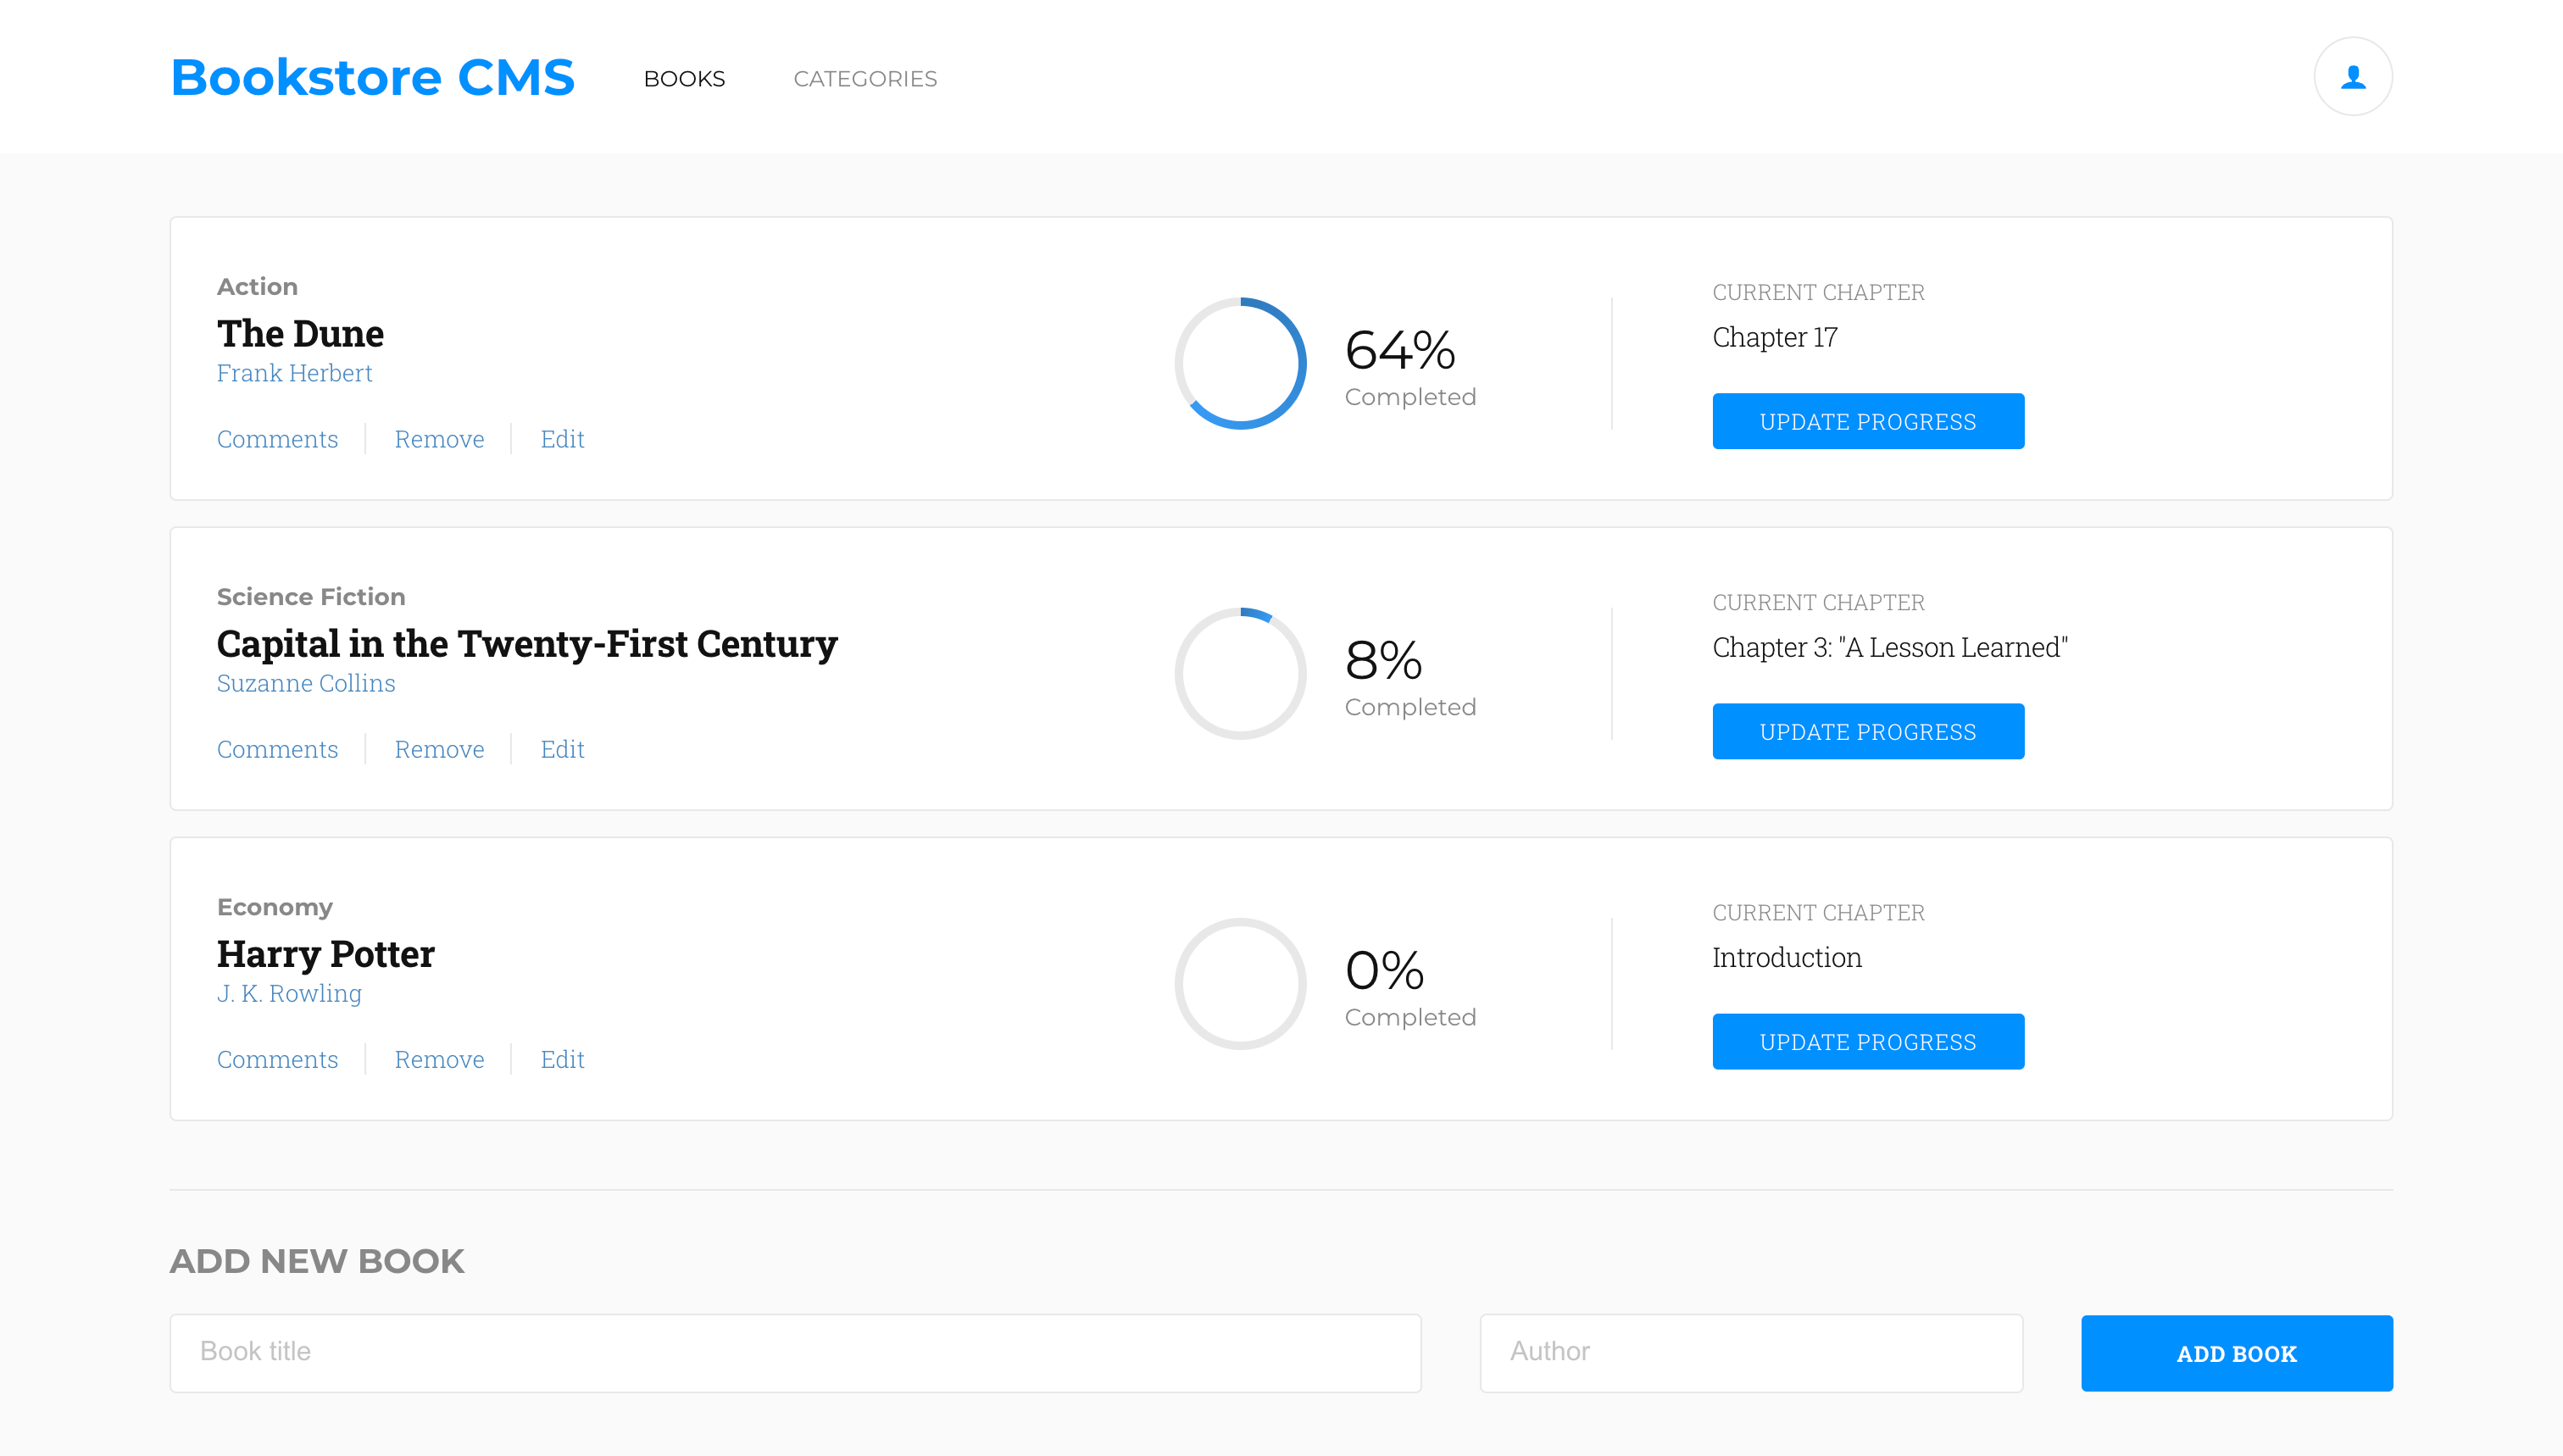 Bookstore CMS BOOKS CATEGORIES
Action
The Dune
Frank Herbert
Comments Remove Edit
64%
Completed
CURRENT CHAPTER
Chapter 17
UPDATE PROGRESS
Science Fiction
Capital in the Twenty-First Century
Suzanne Collins
Comments Remove Edit
8%
Completed
CURRENT CHAPTER
Chapter 3: "A Lesson Learned"
UPDATE PROGRESS
Economy
Harry Potter
J. K. Rowling
Comments Remove Edit
0%
Completed
CURRENT CHAPTER
Introduction
UPDATE PROGRESS
ADD NEW BOOK
Book title Author ADD BOOK